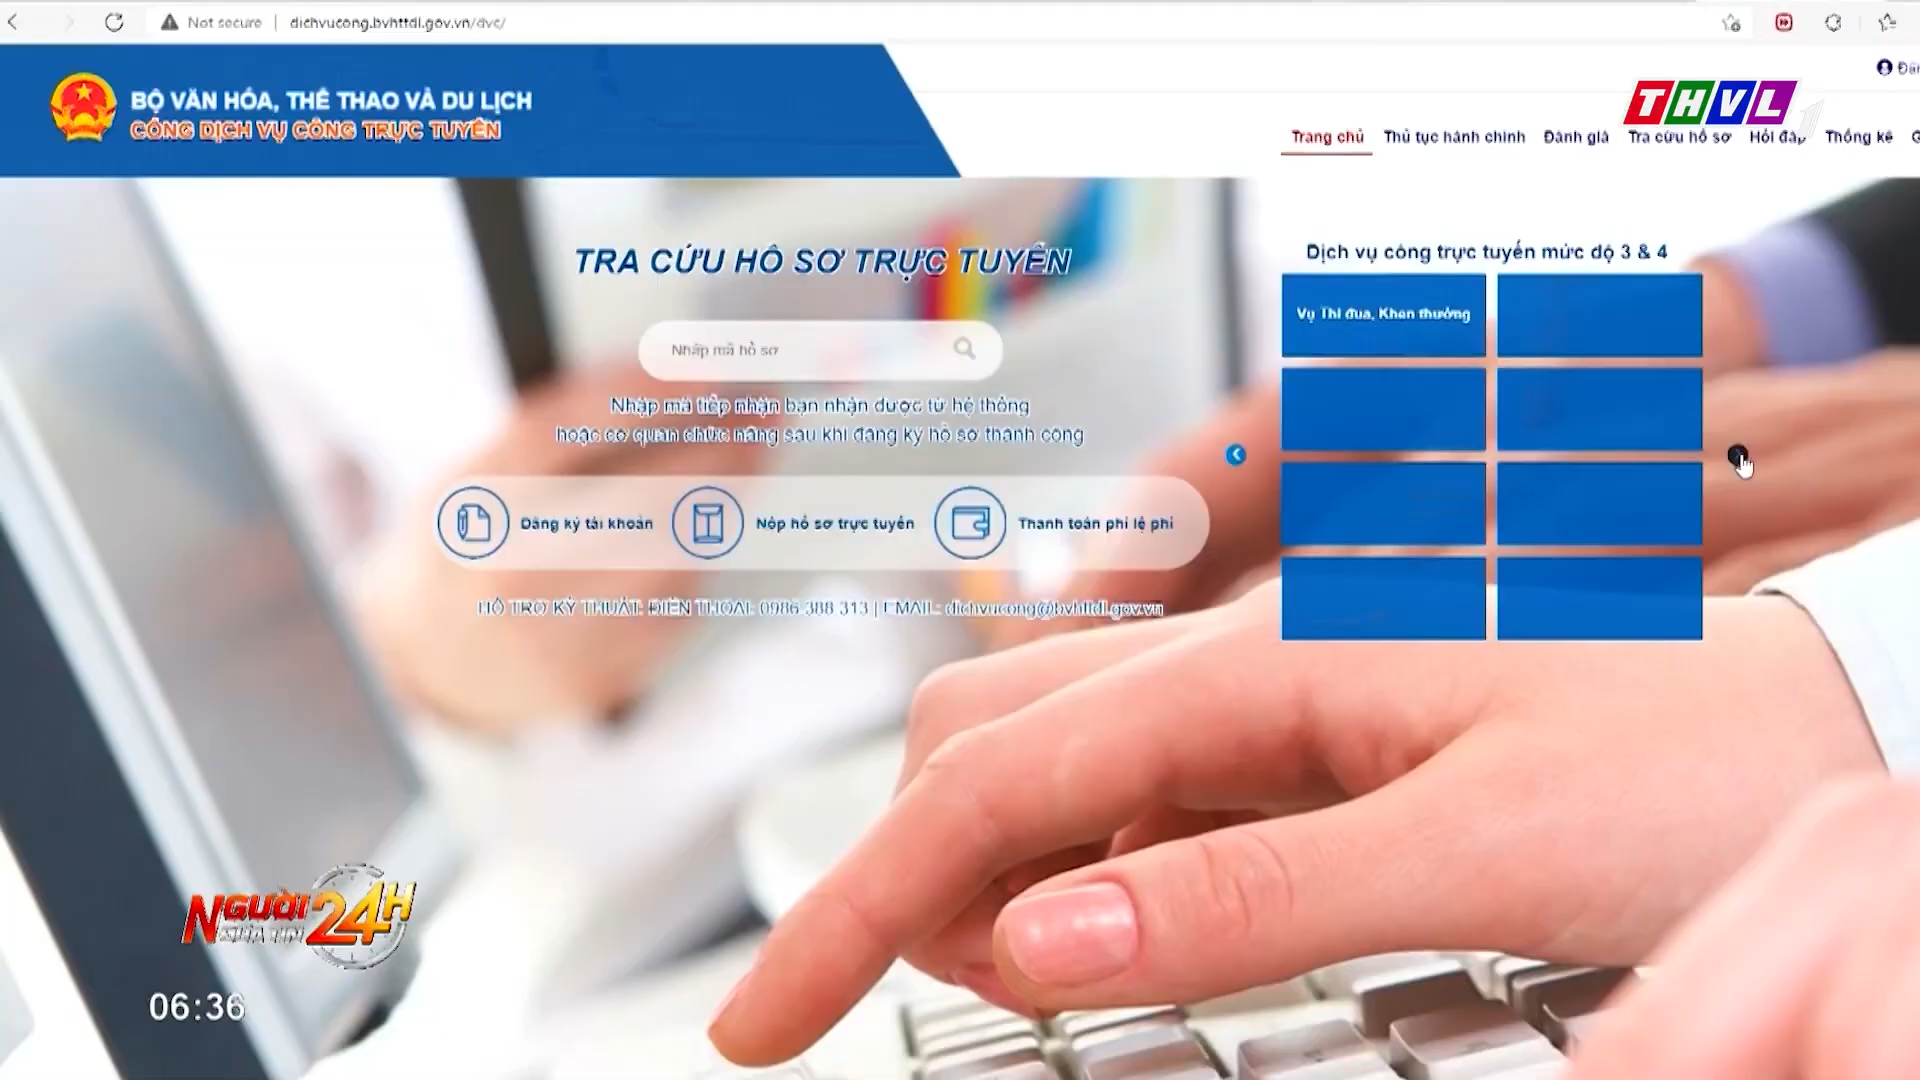 Not secure | dichvucong.bvhttdl.gov.vn/dvc/
BỘ VĂN HÓA, THỂ THAO VÀ DU LỊCH
CỔNG DỊCH VỤ CÔNG TRỰC TUYẾN
THVL1
Trang chủ Thủ tục hành chính Đánh giá Tra cứu hồ sơ Hỏi đáp Thống kê
TRA CỨU HỒ SƠ TRỰC TUYẾN
Nhập mã hồ sơ
Nhập mã tiếp nhận bạn nhận được từ hệ thống
hoặc cơ quan chức năng sau khi đăng ký hồ sơ thành công
Đăng ký tài khoản
Nộp hồ sơ trực tuyến
Thanh toán phí lệ phí
HỖ TRỢ KỸ THUẬT: ĐIỆN THOẠI: 0986 388 313 | EMAIL: dichvucong@bvhttdl.gov.vn
Dịch vụ công trực tuyến mức độ 3 & 4
Vụ Thi đua, Khen thưởng
NGƯỜI
ĐƯA TIN
24H
06:36